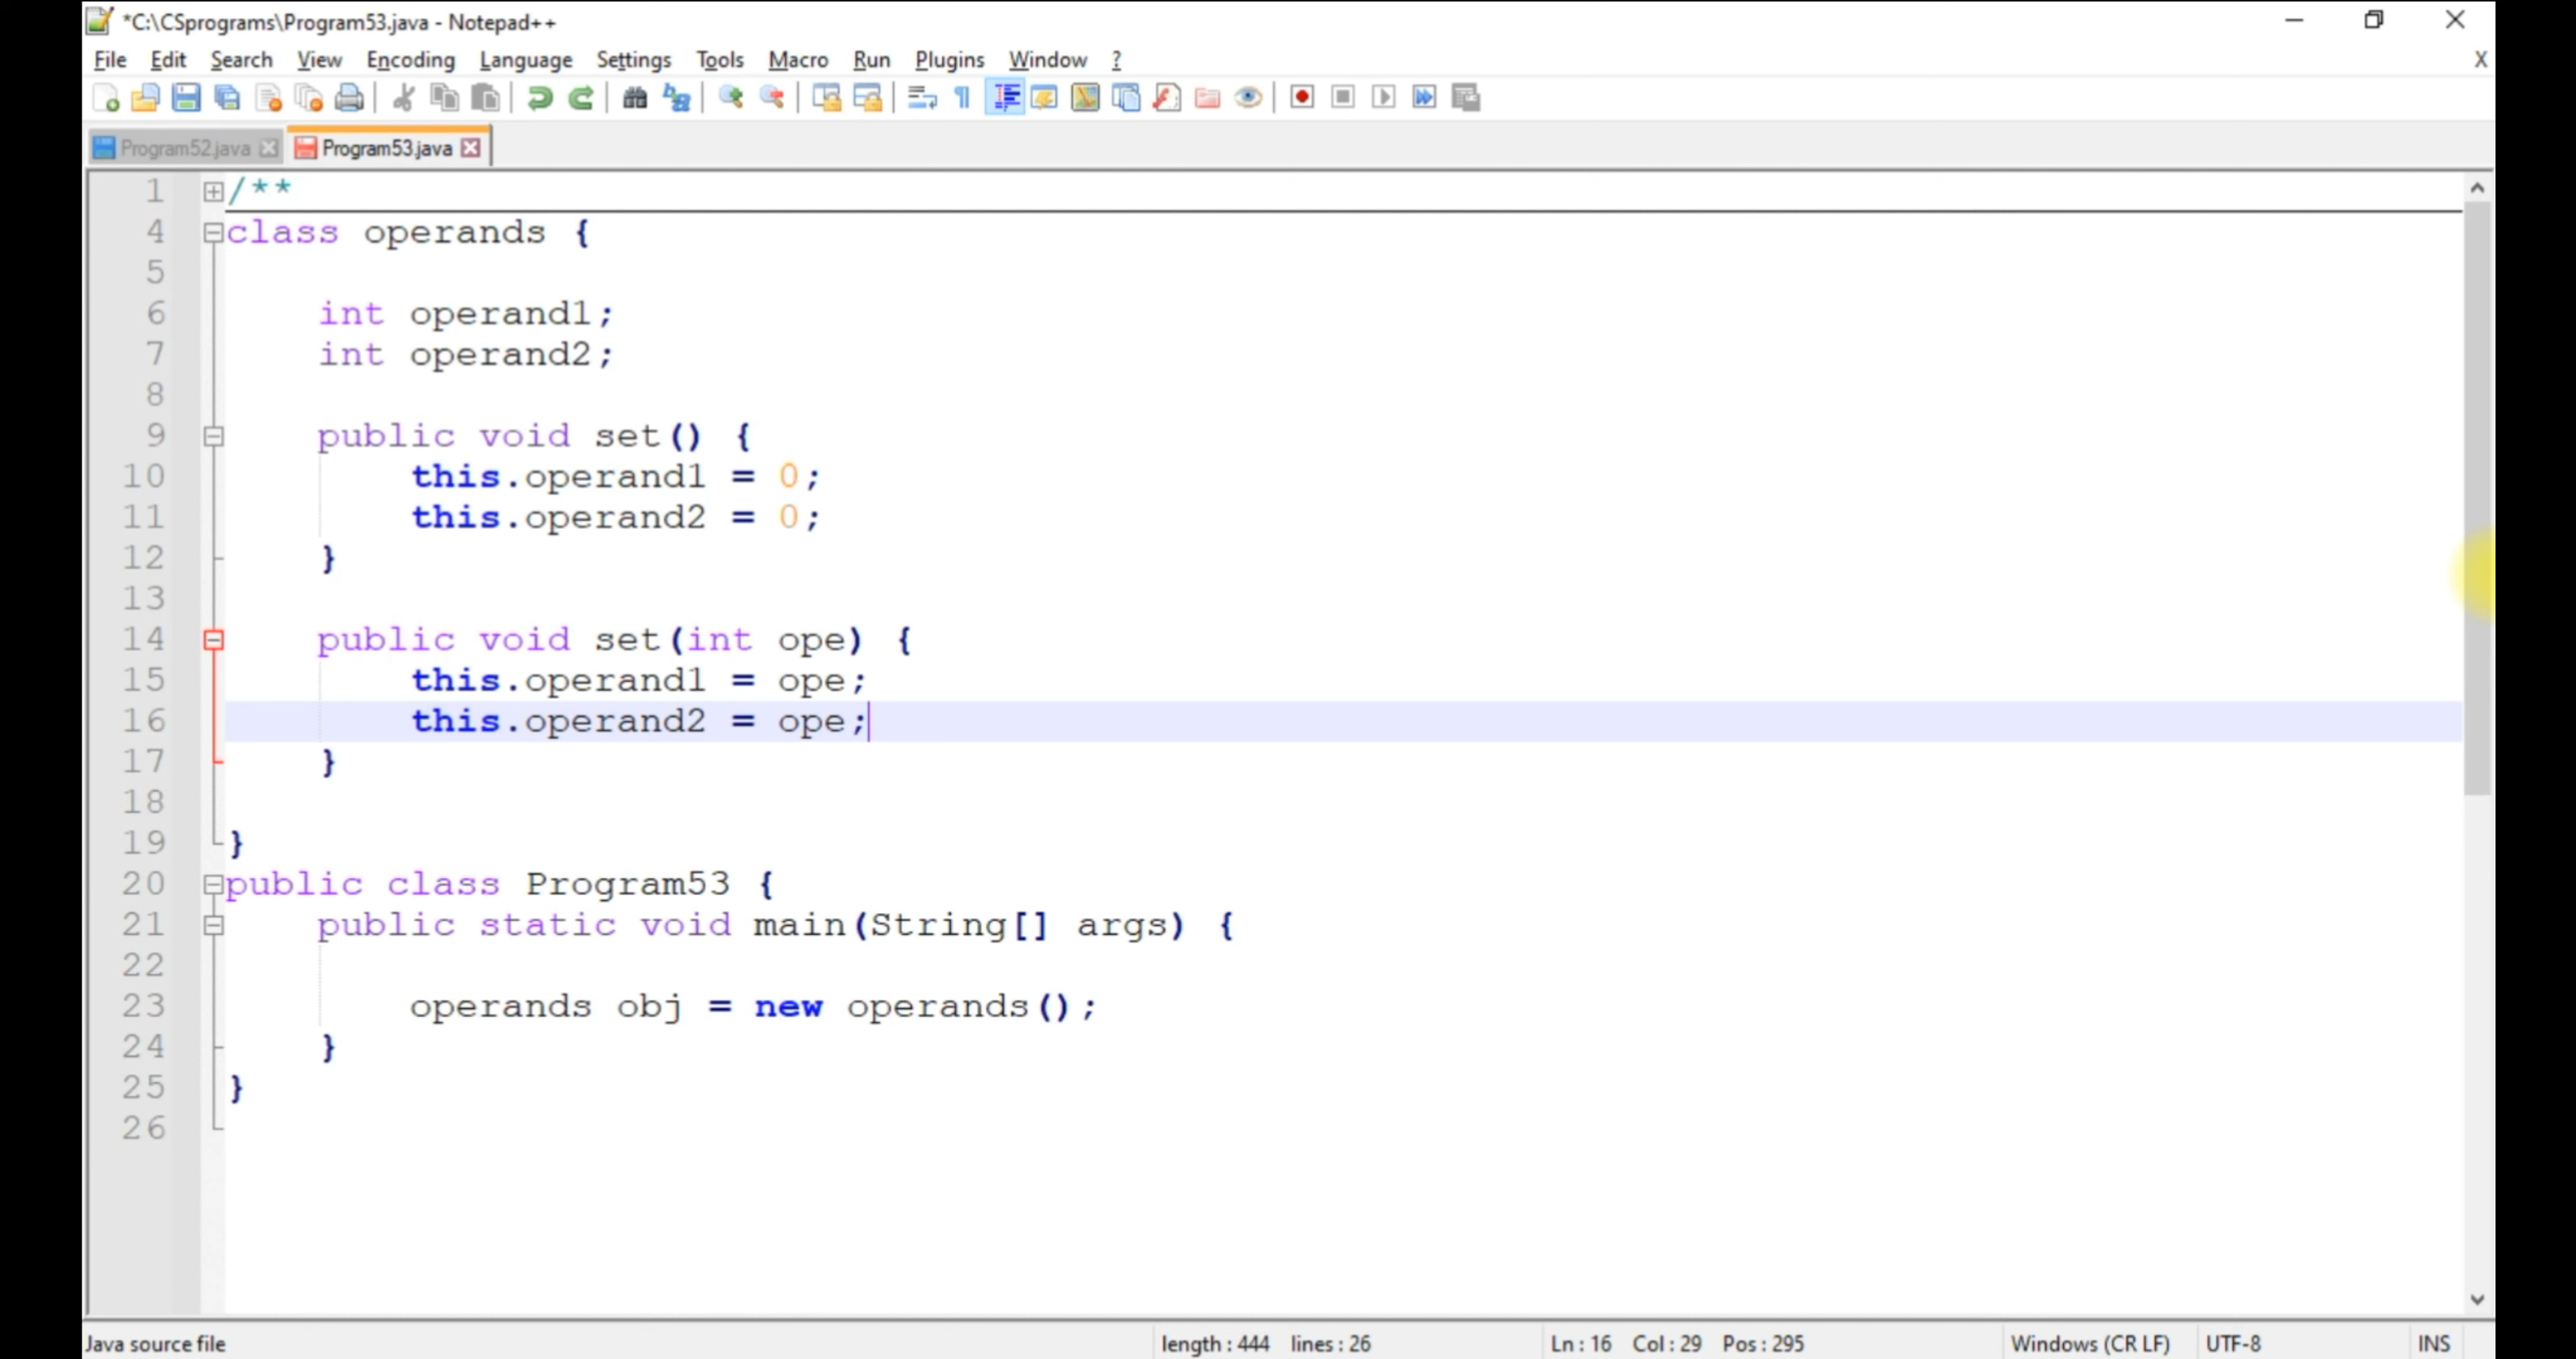 *C:\CSprograms\Program53.java - Notepad++
File Edit Search View Encoding Language Settings Tools Macro Run Plugins Window ? X
Program52.java Program53.java
1 /**
4 class operands {
5
6 int operand1;
7 int operand2;
8
9 public void set() {
10 this.operand1 = 0;
11 this.operand2 = 0;
12 }
13
14 public void set(int ope) {
15 this.operand1 = ope;
16 this.operand2 = ope;
17 }
18
19 }
20 public class Program53 {
21 public static void main(String[] args) {
22
23 operands obj = new operands();
24 }
25 }
26
Java source file length : 444 lines : 26 Ln : 16 Col : 29 Pos : 295 Windows (CR LF) UTF-8 INS